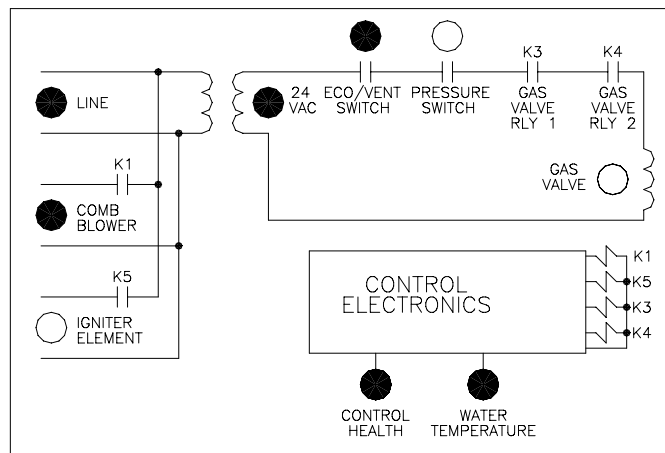 K3
K4
24
VAC
ECO/VENT
SWITCH
PRESSURE
SWITCH
GAS
VALVE
RLY 1
GAS
VALVE
RLY 2
LINE
K1
COMB
BLOWER
GAS
VALVE
K5
IGNITER
ELEMENT
CONTROL
ELECTRONICS
K1
K5
K3
K4
CONTROL
HEALTH
WATER
TEMPERATURE